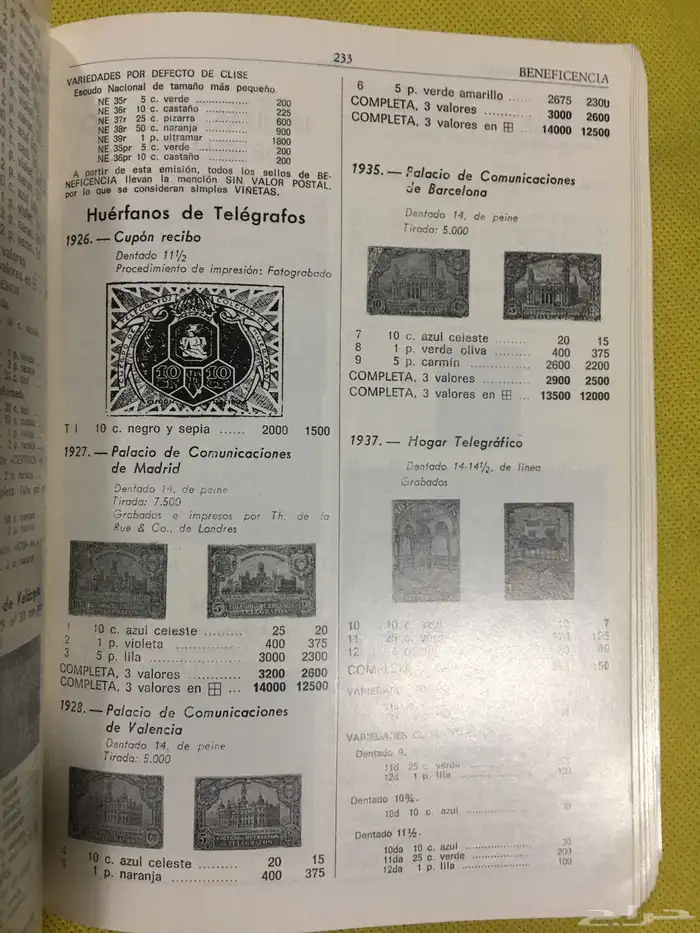 233
BENEFICENCIA
VARIEDADES POR DEFECTO DE CLISE
Escudo Nacional de tamaño más pequeño.
NE 35r 5 c. verde ............... 200
NE 36r 10 c. castaño ............ 225
NE 37r 25 c. pizarra ............ 600
NE 38r 50 c. naranja ............ 900
NE 39r 1 p. ultramar ............ 1800
NE 35pr 5 c. verde ............... 200
NE 36pr 10 c. castaño ............ 200
A partir de esta emisión, todos los sellos de BE-
NEFICENCIA llevan la mención SIN VALOR POSTAL,
por lo que se consideran simples VIÑETAS.
Huérfanos de Telégrafos
1926. — Cupón recibo
Dentado 11½
Procedimiento de impresión: Fotograbado
TELEGRAFOS COLEGIO
10 10
T 1 10 c. negro y sepia ...... 2000 1500
1927. — Palacio de Comunicaciones
de Madrid
Dentado 14, de peine
Tirada: 7.500
Grabados e impresos por Th. de la
Rue & Co., de Londres
TELEGRAFOS
1 10 c. azul celeste ......... 25 20
2 1 p. violeta ............... 400 375
3 5 p. lila .................. 3000 2300
COMPLETA, 3 valores ............ 3200 2600
COMPLETA, 3 valores en ⊞ ... 14000 12500
1928. — Palacio de Comunicaciones
de Valencia
Dentado 14, de peine
Tirada: 5.000
TELEGRAFOS
4 10 c. azul celeste ......... 20 15
5 1 p. naranja ............... 400 375
6 5 p. verde amarillo ...... 2675 2300
COMPLETA, 3 valores ............ 3000 2600
COMPLETA, 3 valores en ⊞ ... 14000 12500
1935. — Palacio de Comunicaciones
de Barcelona
Dentado 14, de peine
Tirada: 5.000
7 10 c. azul celeste ........ 20 15
8 1 p. verde oliva ......... 400 375
9 5 p. carmín ............... 2600 2200
COMPLETA, 3 valores ............ 2900 2500
COMPLETA, 3 valores en ⊞ ... 13500 12000
1937. — Hogar Telegráfico
Dentado 14-14½, de línea
Grabados
10 10 c. azul 10 7
11
12
VARIEDADES
Dentado 9.
11d 25 c. verde
12d 1 p. lila
Dentado 10¾.
10d 10 c. azul
Dentado 11½.
10da 10 c. azul ................ 30
11da 25 c. verde ............... 200
12da 1 p. lila ................. 100
حراج